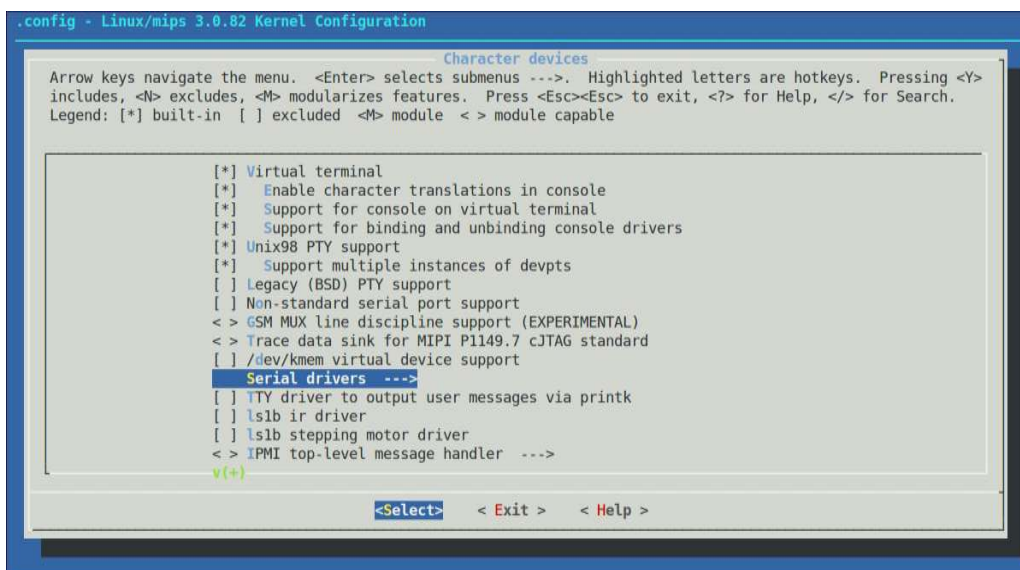 .config - Linux/mips 3.0.82 Kernel Configuration
Character devices
Arrow keys navigate the menu.  <Enter> selects submenus --->.  Highlighted letters are hotkeys.  Pressing <Y>
includes, <N> excludes, <M> modularizes features.  Press <Esc><Esc> to exit, <?> for Help, </> for Search.
Legend: [*] built-in  [ ] excluded  <M> module  < > module capable
[*] Virtual terminal
[*]   Enable character translations in console
[*]   Support for console on virtual terminal
[*]   Support for binding and unbinding console drivers
[*] Unix98 PTY support
[*]   Support multiple instances of devpts
[ ] Legacy (BSD) PTY support
[ ] Non-standard serial port support
< > GSM MUX line discipline support (EXPERIMENTAL)
< > Trace data sink for MIPI P1149.7 cJTAG standard
[ ] /dev/kmem virtual device support
Serial drivers  --->
[ ] TTY driver to output user messages via printk
[ ] ls1b ir driver
[ ] ls1b stepping motor driver
< > IPMI top-level message handler  --->
v(+)
<Select>    < Exit >    < Help >